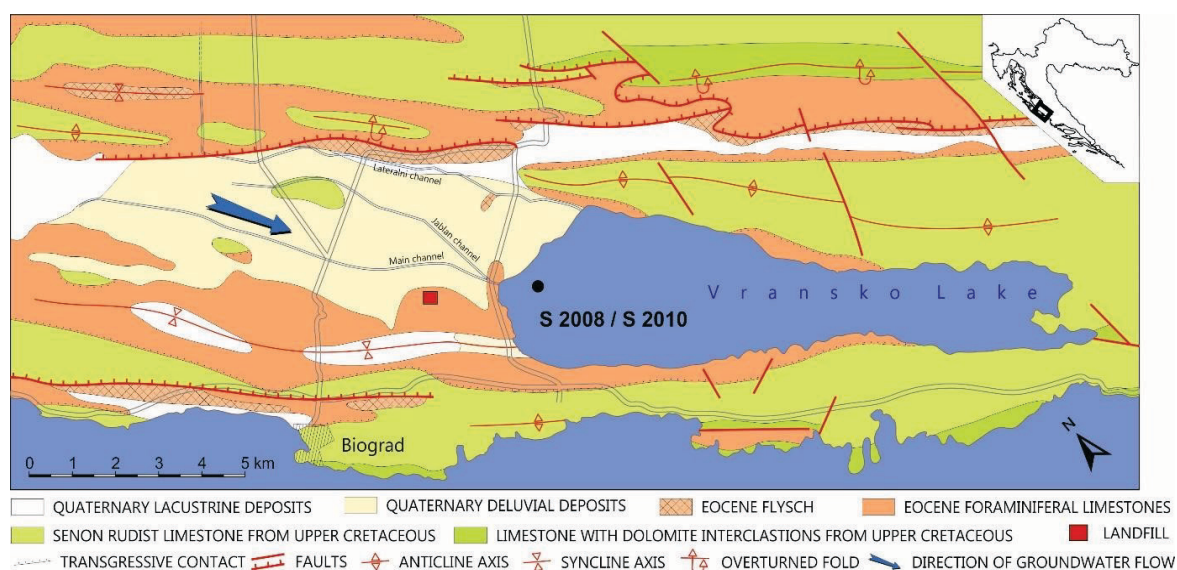 Lateralni channel
Jablan channel
Main channel
S 2008 / S 2010
Vransko Lake
Biograd
N
0 1 2 3 4 5 km
QUATERNARY LACUSTRINE DEPOSITS QUATERNARY DELUVIAL DEPOSITS EOCENE FLYSCH EOCENE FORAMINIFERAL LIMESTONES
SENON RUDIST LIMESTONE FROM UPPER CRETACEOUS LIMESTONE WITH DOLOMITE INTERCLASTIONS FROM UPPER CRETACEOUS LANDFILL
TRANSGRESSIVE CONTACT FAULTS ANTICLINE AXIS SYNCLINE AXIS OVERTURNED FOLD DIRECTION OF GROUNDWATER FLOW